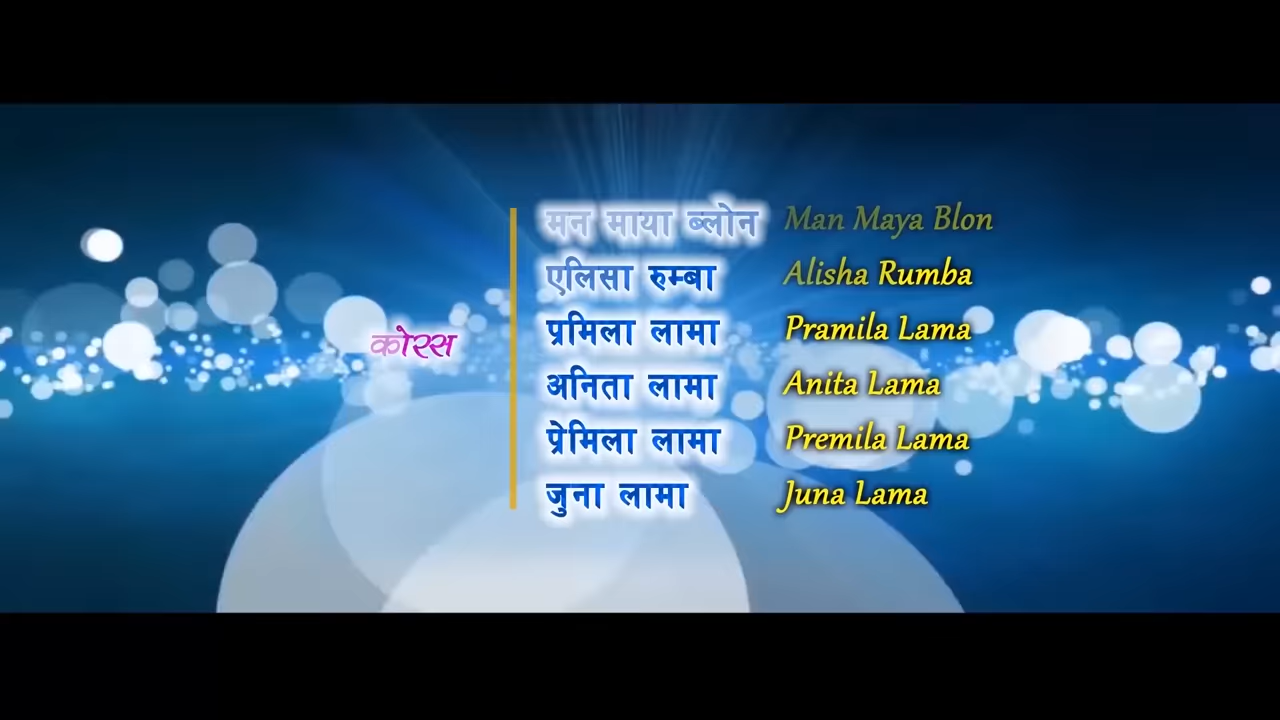 कोरस
मन माया ब्लोन Man Maya Blon
एलिसा रुम्बा Alisha Rumba
प्रमिला लामा Pramila Lama
अनिता लामा Anita Lama
प्रेमिला लामा Premila Lama
जुना लामा Juna Lama